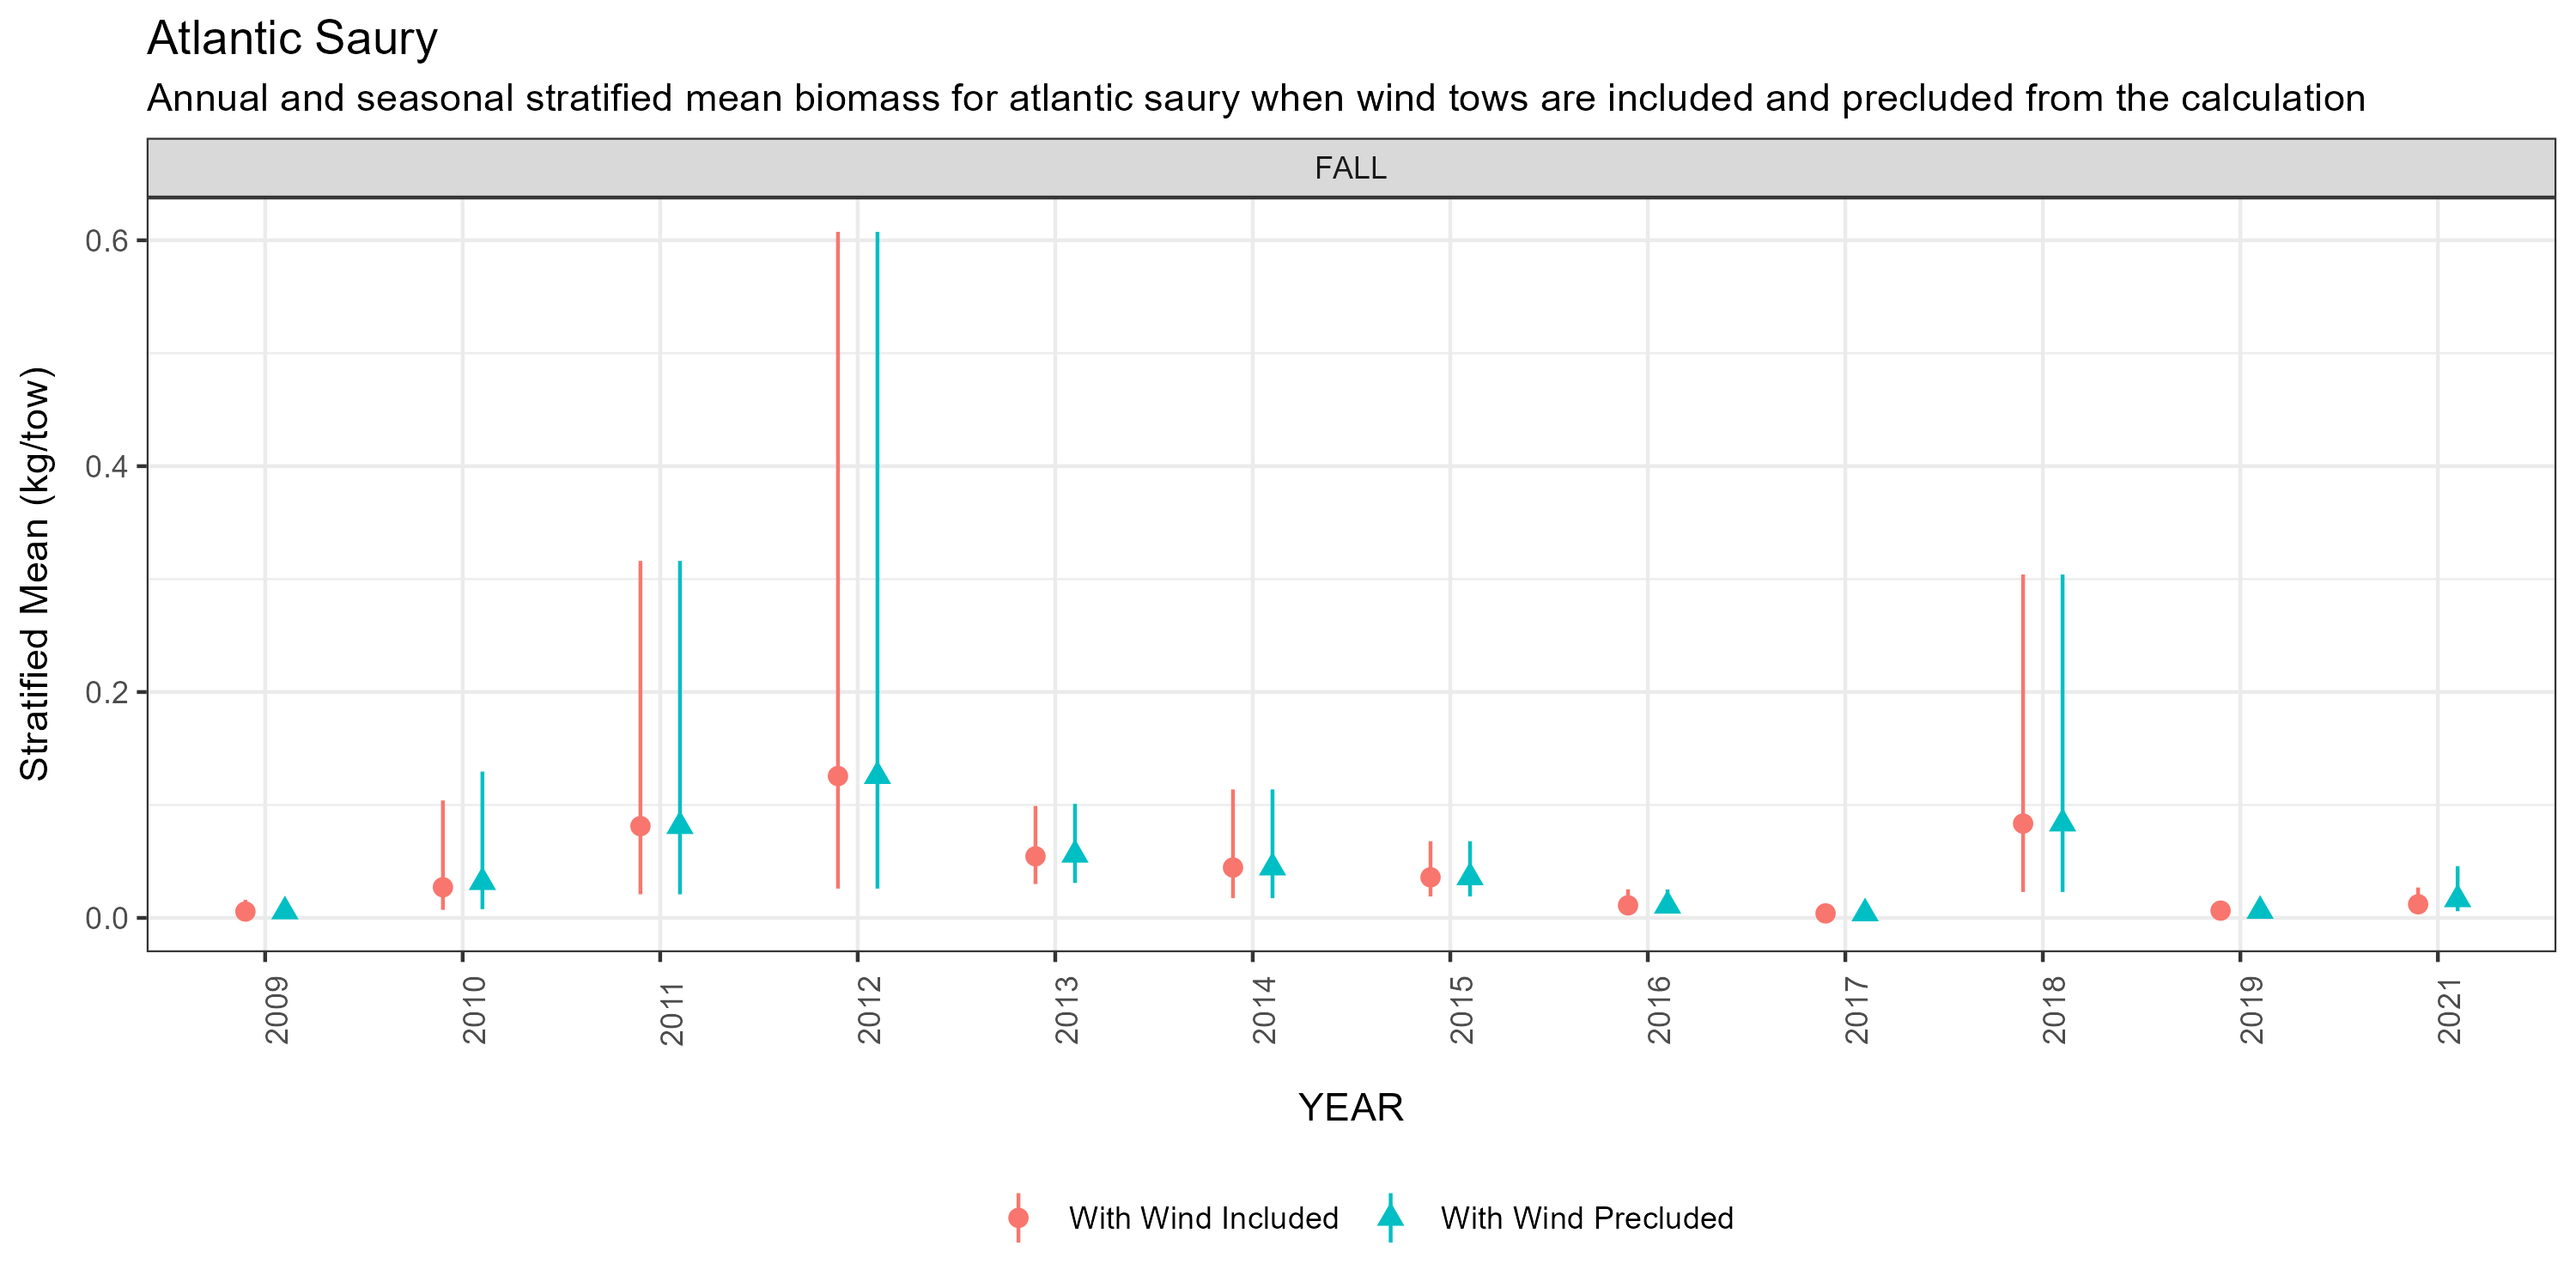 Atlantic Saury
Annual and seasonal stratified mean biomass for atlantic saury when wind tows are included and precluded from the calculation
FALL
Stratified Mean (kg/tow)
0.6
0.4
0.2
0.0
2009 2010 2011 2012 2013 2014 2015 2016 2017 2018 2019 2021
YEAR
With Wind Included With Wind Precluded